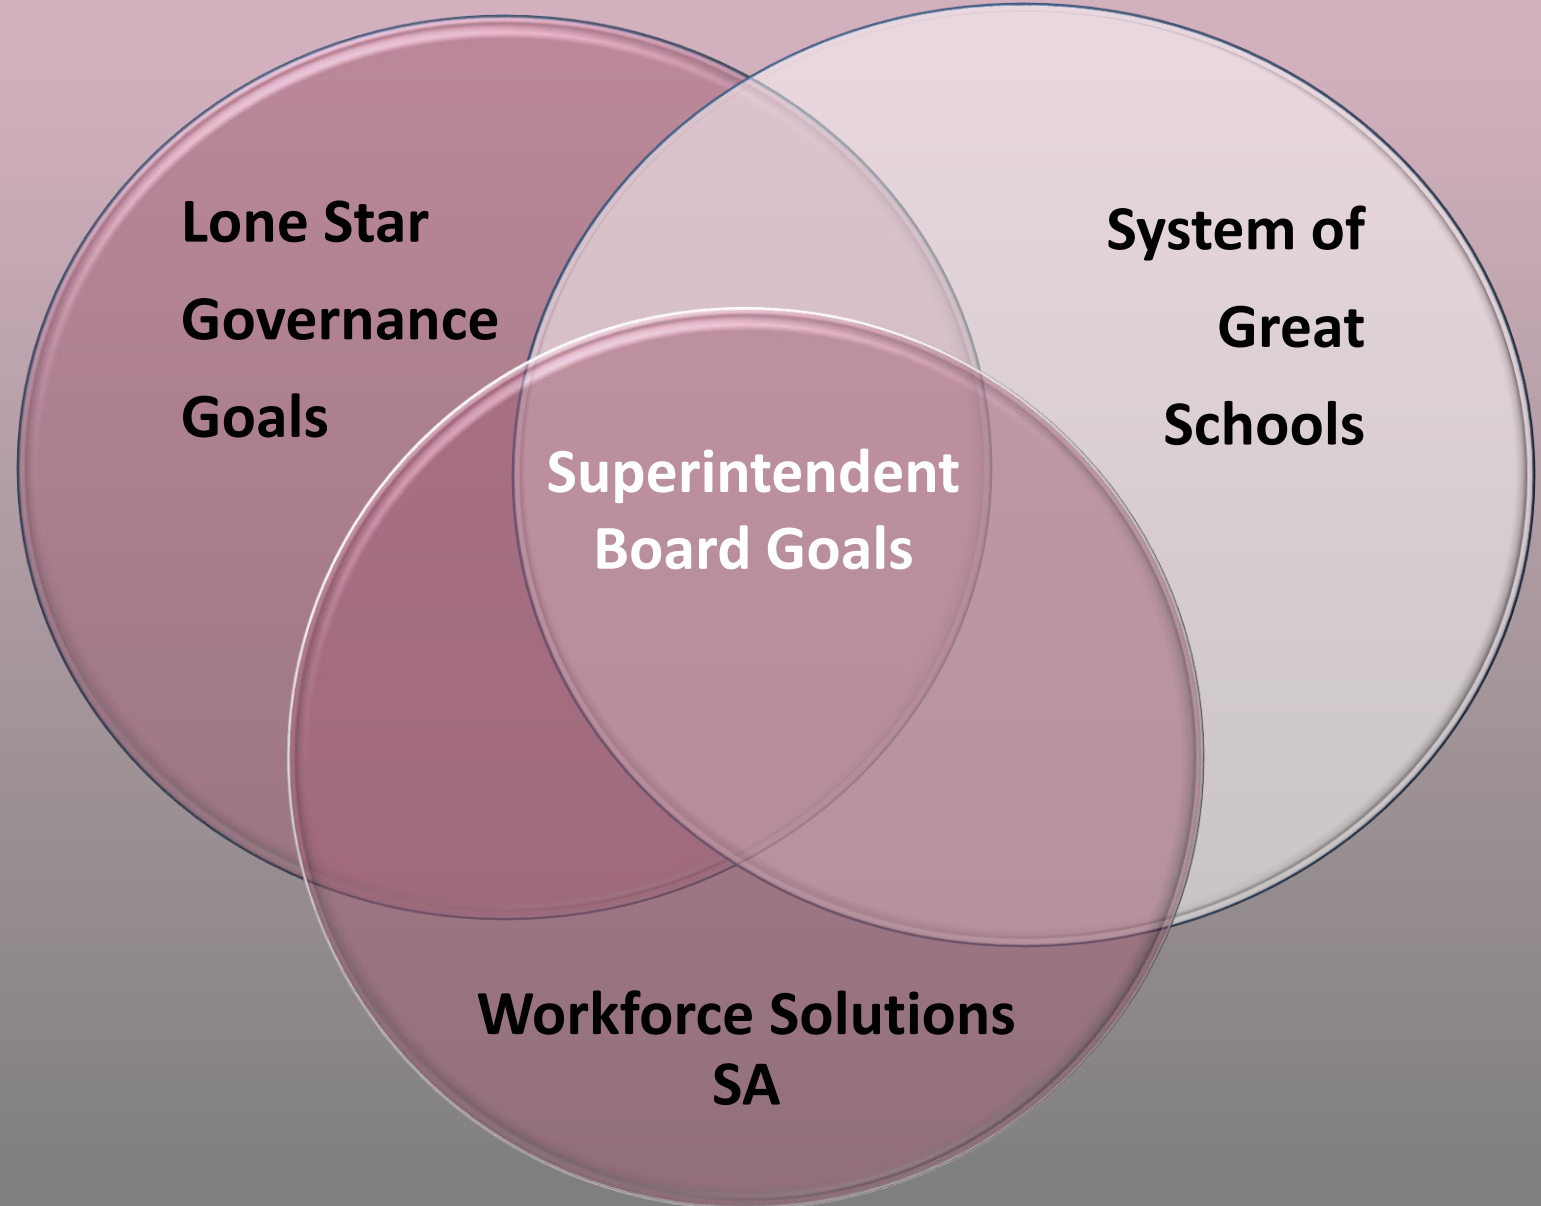 Lone Star
Governance
Goals
System of
Great
Schools
Superintendent
Board Goals
Workforce Solutions
SA